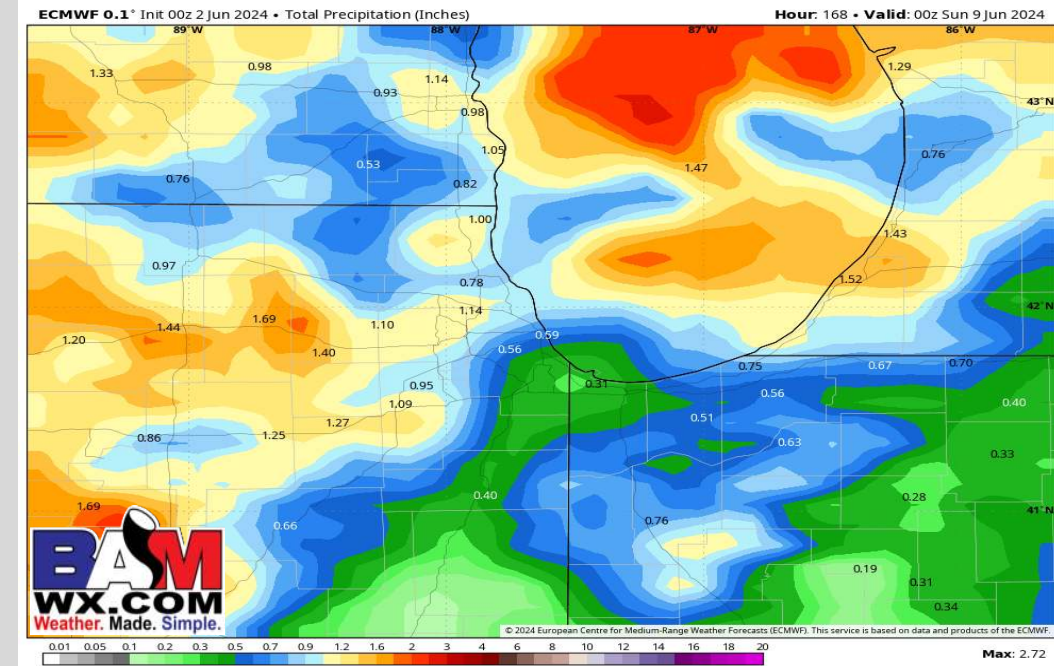 ECMWF 0.1° Init 00z 2 Jun 2024 • Total Precipitation (Inches) Hour: 168 • Valid: 00z Sun 9 Jun 2024
89°W 88°W 87°W 86°W
1.33 0.98 1.14 1.29
0.93
43°N
0.98
1.05
0.53 1.47 0.76
0.76 0.82
1.00
1.43
0.97
0.78 1.52
42°N
1.14
1.44 1.69 1.10
1.20 0.59
1.40 0.56
0.75 0.67 0.70
0.95 0.31
0.56 0.40
1.09
1.27 0.51
0.86 1.25 0.63
0.33
0.40 0.28
1.69 41°N
0.66 0.76
0.19
0.31
0.34
BAM
WX.COM
Weather. Made. Simple.
© 2024 European Centre for Medium-Range Weather Forecasts (ECMWF). This service is based on data and products of the ECMWF.
0.01 0.05 0.1 0.2 0.3 0.5 0.7 0.9 1.2 1.6 2 3 4 6 8 10 12 14 16 18 20
Max: 2.72